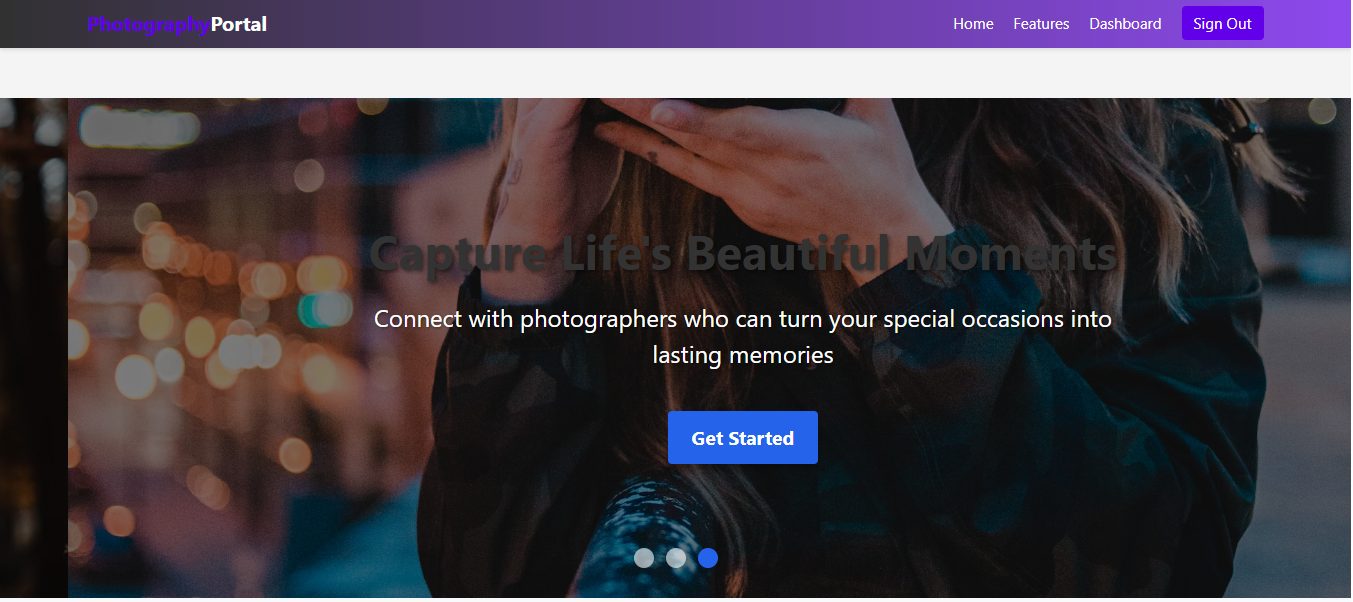 PhotographyPortal
Home Features Dashboard Sign Out
Capture Life's Beautiful Moments
Connect with photographers who can turn your special occasions into
lasting memories
Get Started